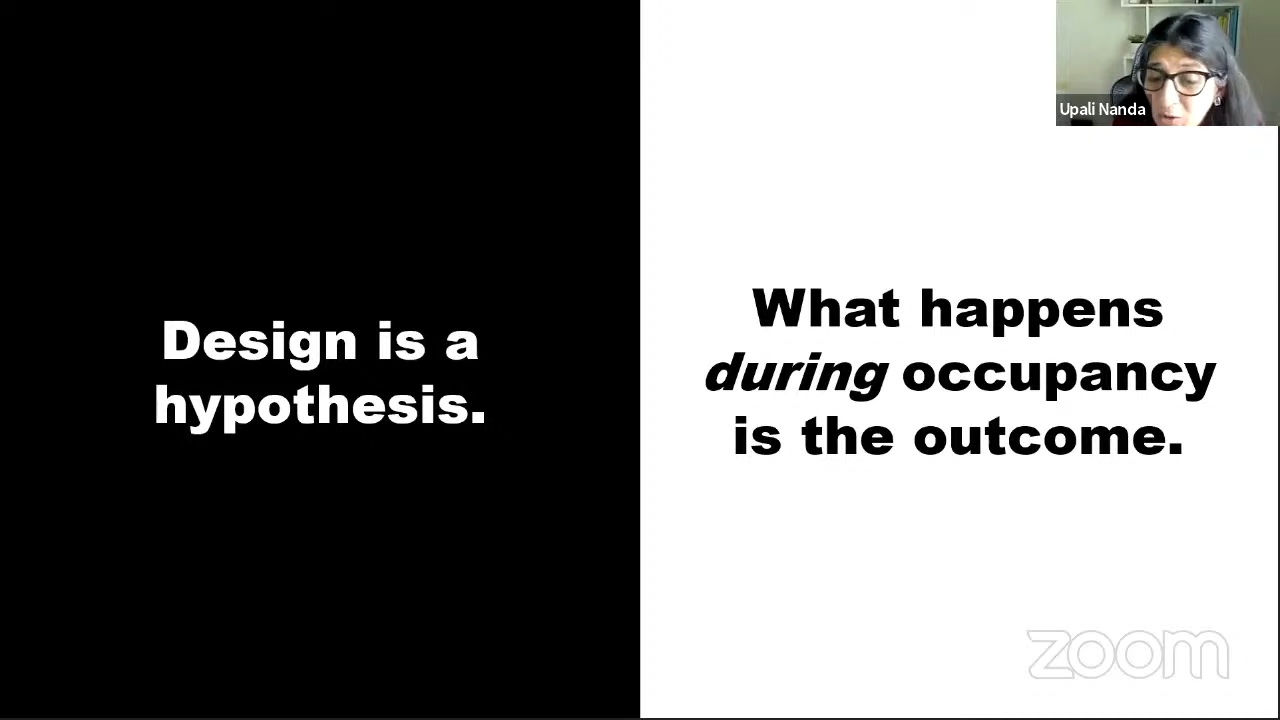 Design is a
hypothesis.
What happens
during occupancy
is the outcome.
Upali Nanda
zoom